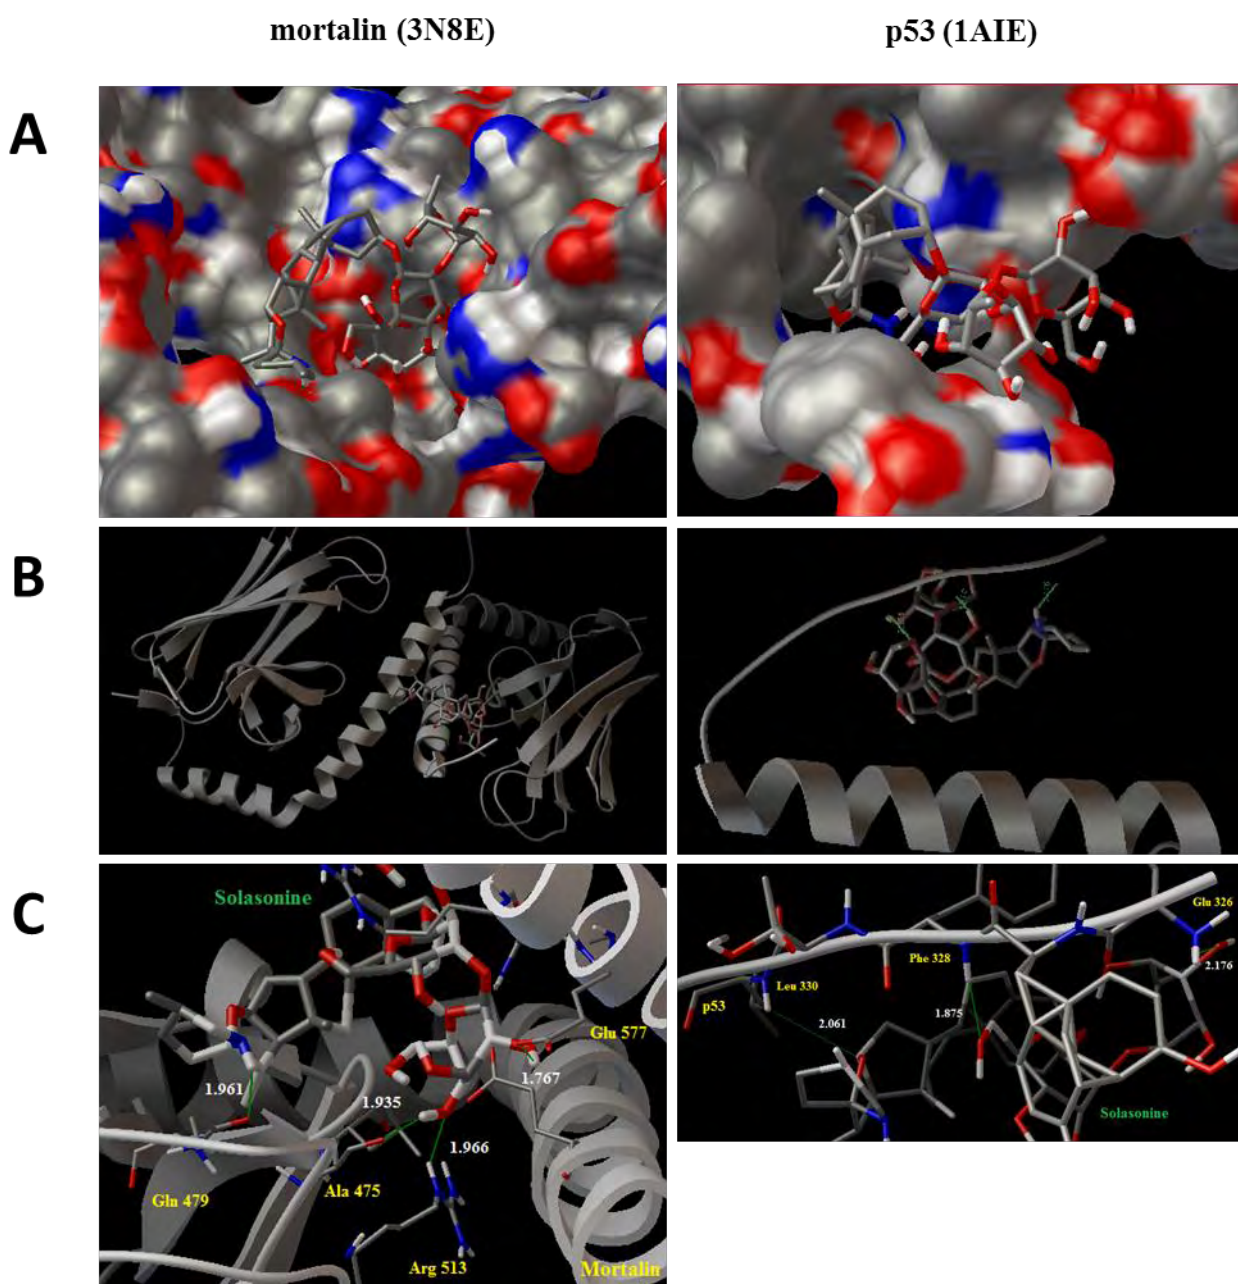 mortalin (3N8E)
p53 (1AIE)
A
B
C
Solasonine
Glu 577
1.961
1.935
1.767
1.966
Gln 479
Ala 475
Arg 513
Mortalin
Glu 326
Phe 328
2.176
p53
Leu 330
1.875
2.061
Solasonine